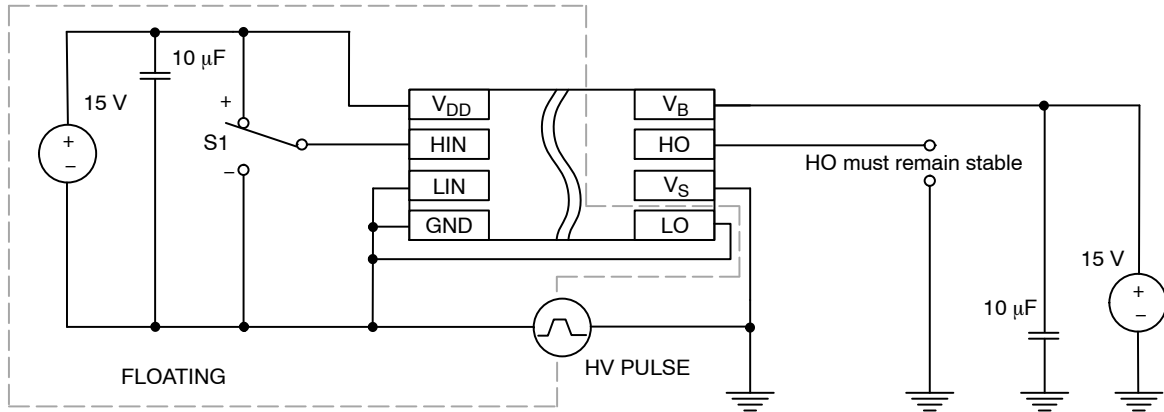 10 μF
15 V
+
S1
–
+
–
V_DD
HIN
LIN
GND
V_B
HO
V_S
LO
HO must remain stable
15 V
10 μF
+
–
HV PULSE
FLOATING